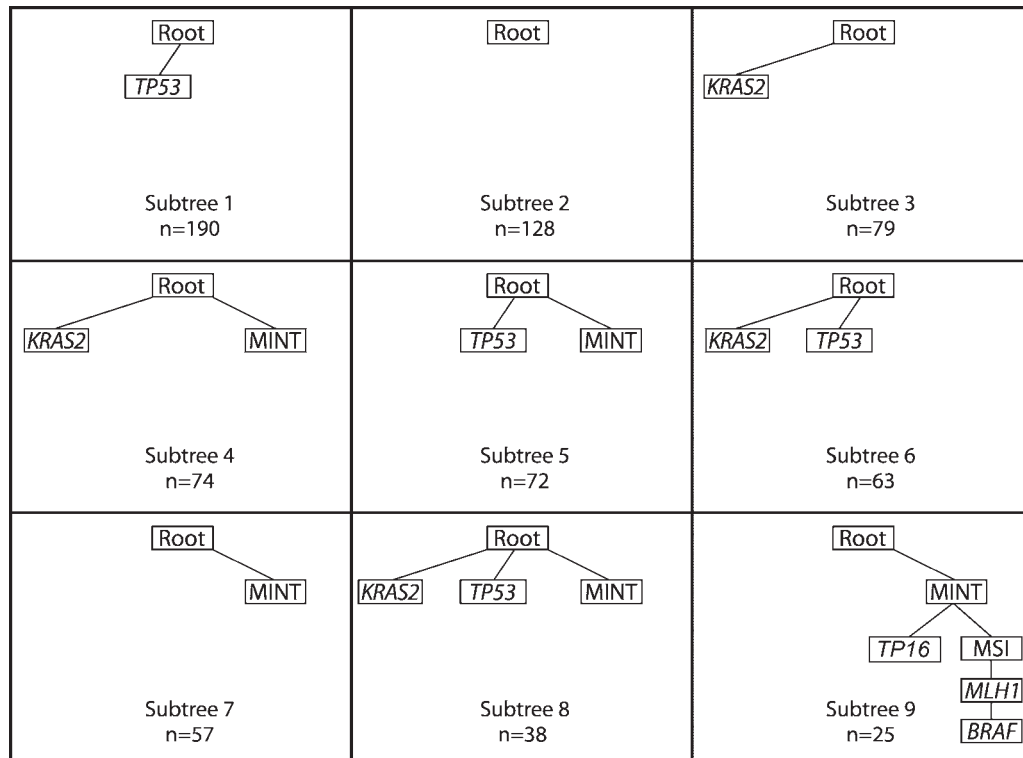 Root
TP53
Subtree 1
n=190
Root
Subtree 2
n=128
Root
KRAS2
Subtree 3
n=79
Root
KRAS2 MINT
Subtree 4
n=74
Root
TP53 MINT
Subtree 5
n=72
Root
KRAS2 TP53
Subtree 6
n=63
Root
MINT
Subtree 7
n=57
Root
KRAS2 TP53 MINT
Subtree 8
n=38
Root
MINT
TP16 MSI
MLH1
BRAF
Subtree 9
n=25